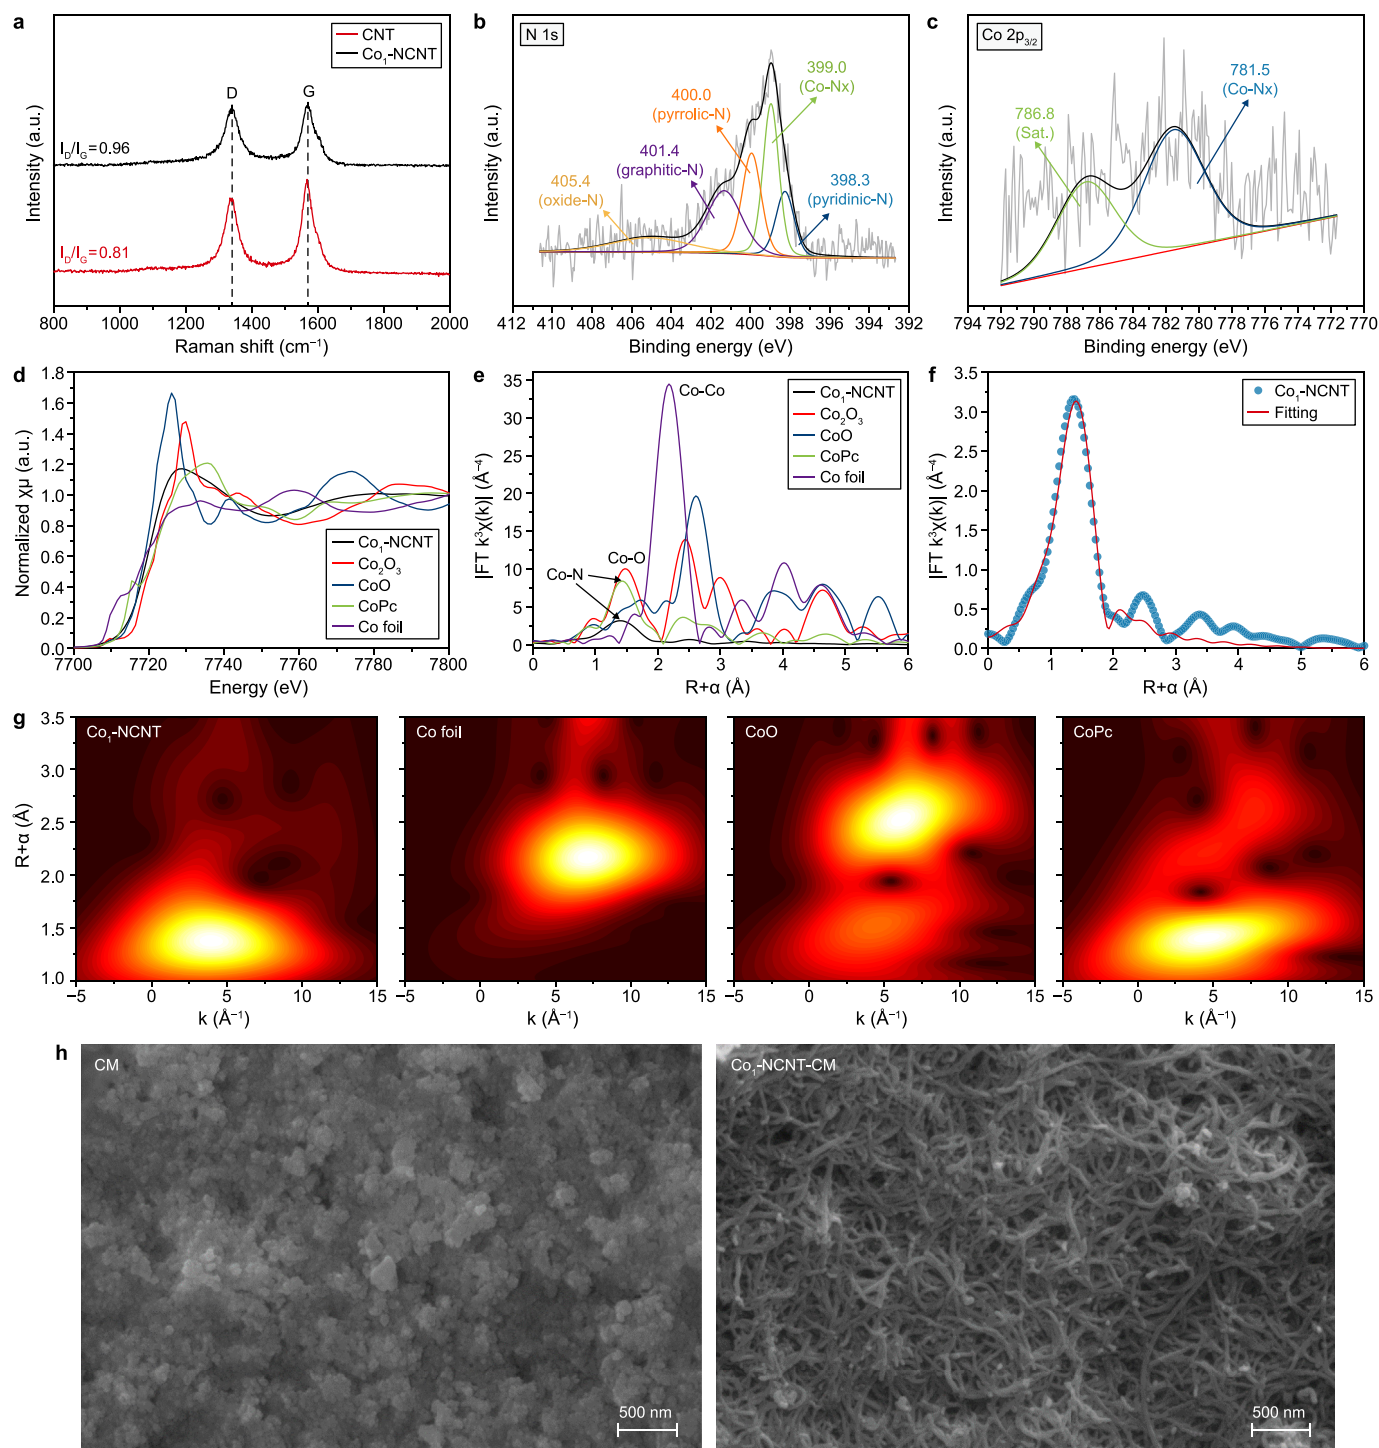 a
CNT
Co₁-NCNT
D
G
I_D/I_G=0.96
I_D/I_G=0.81
Intensity (a.u.)
800 1000 1200 1400 1600 1800 2000
Raman shift (cm⁻¹)
b
N 1s
399.0
(Co-Nx)
400.0
(pyrrolic-N)
401.4
(graphitic-N)
405.4
(oxide-N)
398.3
(pyridinic-N)
Intensity (a.u.)
412 410 408 406 404 402 400 398 396 394 392
Binding energy (eV)
c
Co 2p₃/₂
781.5
(Co-Nx)
786.8
(Sat.)
Intensity (a.u.)
794 792 790 788 786 784 782 780 778 776 774 772 770
Binding energy (eV)
d
1.8
1.6
1.4
1.2
1.0
0.8
0.6
0.4
0.2
0.0
Normalized χμ (a.u.)
Co₁-NCNT
Co₂O₃
CoO
CoPc
Co foil
7700 7720 7740 7760 7780 7800
Energy (eV)
e
35
30
25
20
15
10
5
0
|FT k³χ(k)| (Å⁻⁴)
Co-Co
Co-O
Co-N
Co₁-NCNT
Co₂O₃
CoO
CoPc
Co foil
0 1 2 3 4 5 6
R+α (Å)
f
3.5
3.0
2.5
2.0
1.5
1.0
0.5
0.0
|FT k³χ(k)| (Å⁻⁴)
Co₁-NCNT
Fitting
0 1 2 3 4 5 6
R+α (Å)
g
3.5
3.0
2.5
2.0
1.5
1.0
R+α (Å)
Co₁-NCNT
−5 0 5 10 15
k (Å⁻¹)
Co foil
−5 0 5 10 15
k (Å⁻¹)
CoO
−5 0 5 10 15
k (Å⁻¹)
CoPc
−5 0 5 10 15
k (Å⁻¹)
h
CM
500 nm
Co₁-NCNT-CM
500 nm